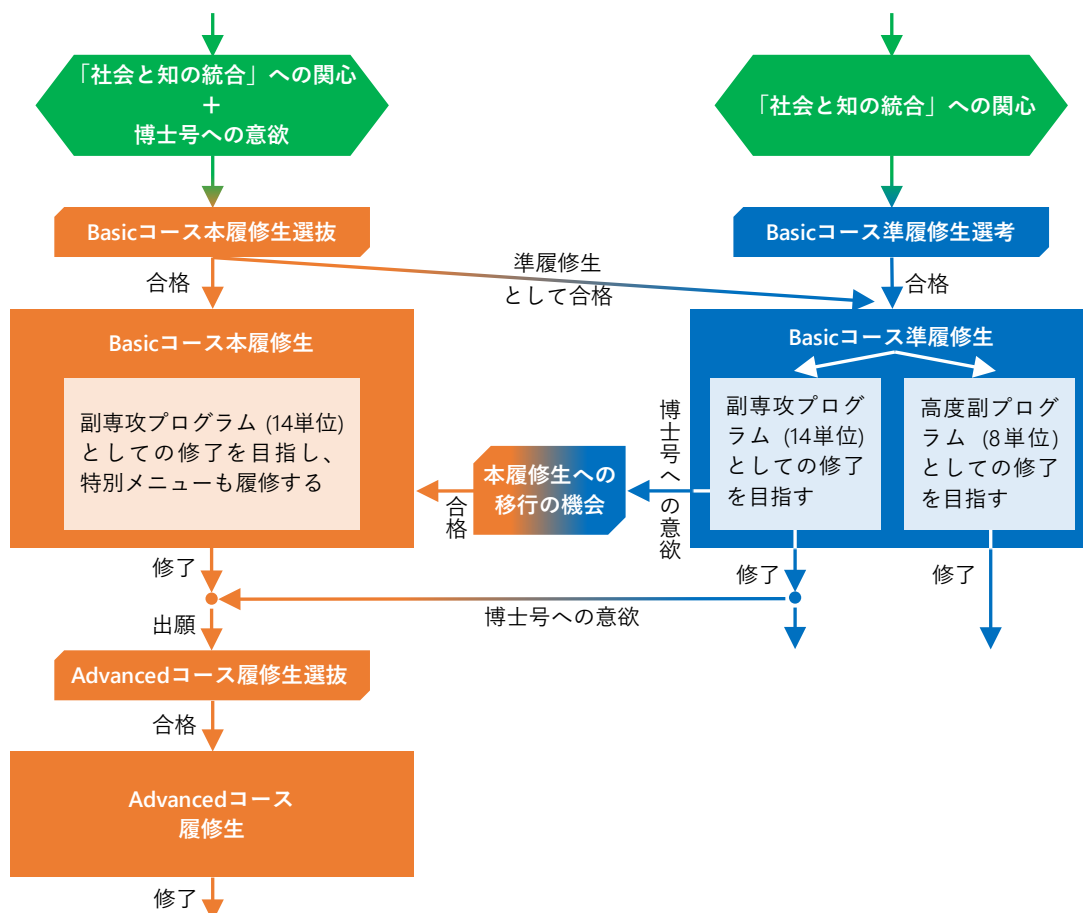 「社会と知の統合」への関心
＋
博士号への意欲
「社会と知の統合」への関心
Basicコース本履修生選抜
Basicコース準履修生選考
合格
準履修生
として合格
合格
Basicコース本履修生
副専攻プログラム (14単位)
としての修了を目指し、
特別メニューも履修する
Basicコース準履修生
副専攻プログ
ラム (14単位)
としての修了
を目指す
高度副プログ
ラム (8単位)
としての修了
を目指す
博士号への意欲
本履修生への
移行の機会
合格
修了
修了
修了
博士号への意欲
出願
Advancedコース履修生選抜
合格
Advancedコース
履修生
修了